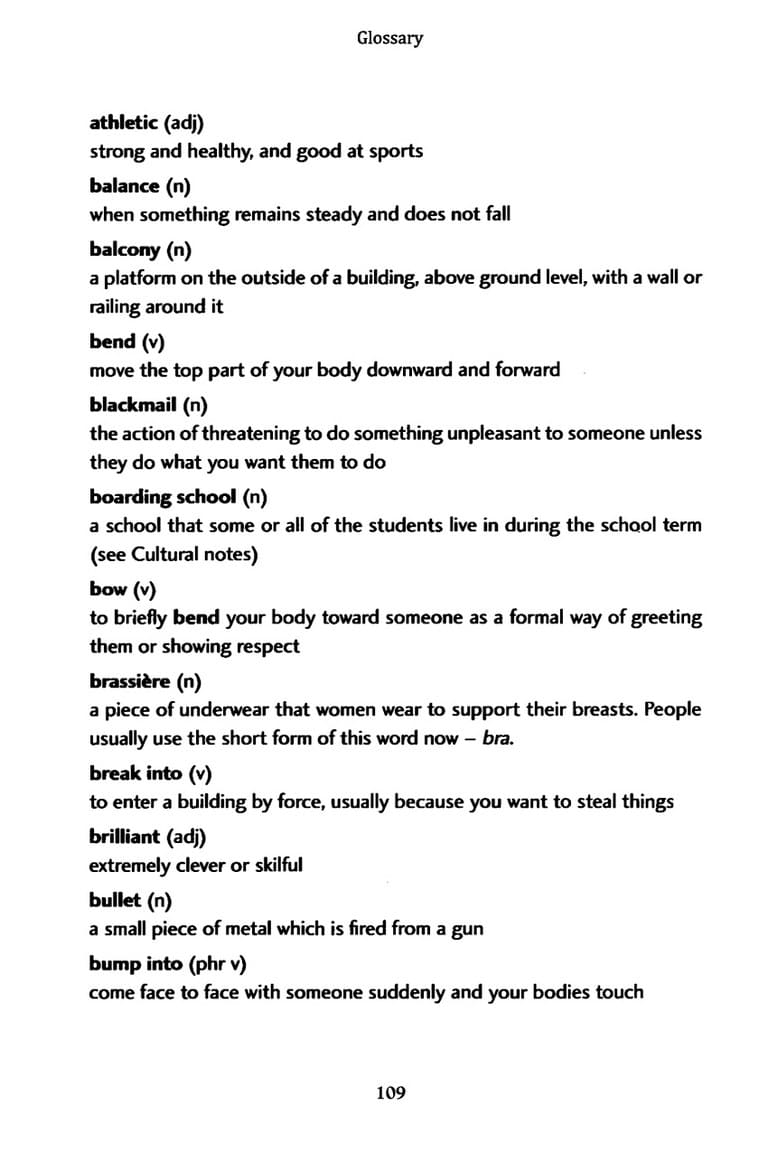 Glossary
athletic (adj)
strong and healthy, and good at sports
balance (n)
when something remains steady and does not fall
balcony (n)
a platform on the outside of a building, above ground level, with a wall or
railing around it
bend (v)
move the top part of your body downward and forward
blackmail (n)
the action of threatening to do something unpleasant to someone unless
they do what you want them to do
boarding school (n)
a school that some or all of the students live in during the school term
(see Cultural notes)
bow (v)
to briefly bend your body toward someone as a formal way of greeting
them or showing respect
brassière (n)
a piece of underwear that women wear to support their breasts. People
usually use the short form of this word now – bra.
break into (v)
to enter a building by force, usually because you want to steal things
brilliant (adj)
extremely clever or skilful
bullet (n)
a small piece of metal which is fired from a gun
bump into (phr v)
come face to face with someone suddenly and your bodies touch
109